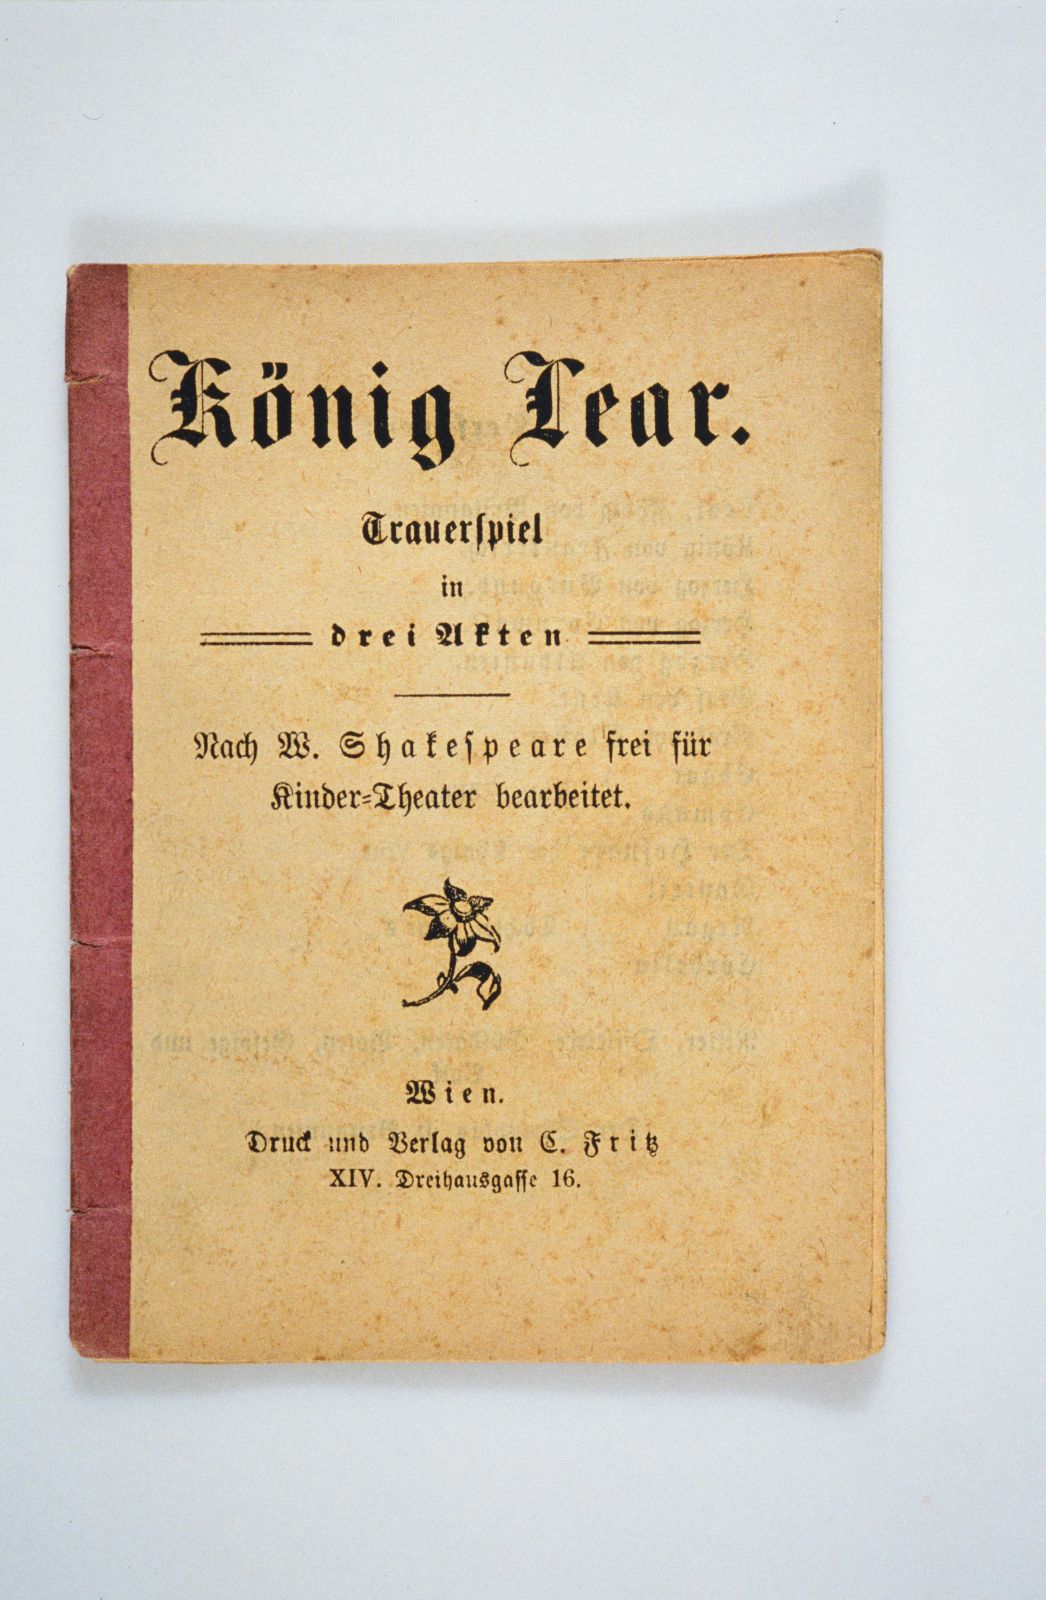 König Lear.
Trauerſpiel
in
drei Akten
Nach W. Shakeſpeare frei für
Kinder=Theater bearbeitet.
Wien.
Druck und Verlag von C. Fritz
XIV. Dreihausgaſſe 16.